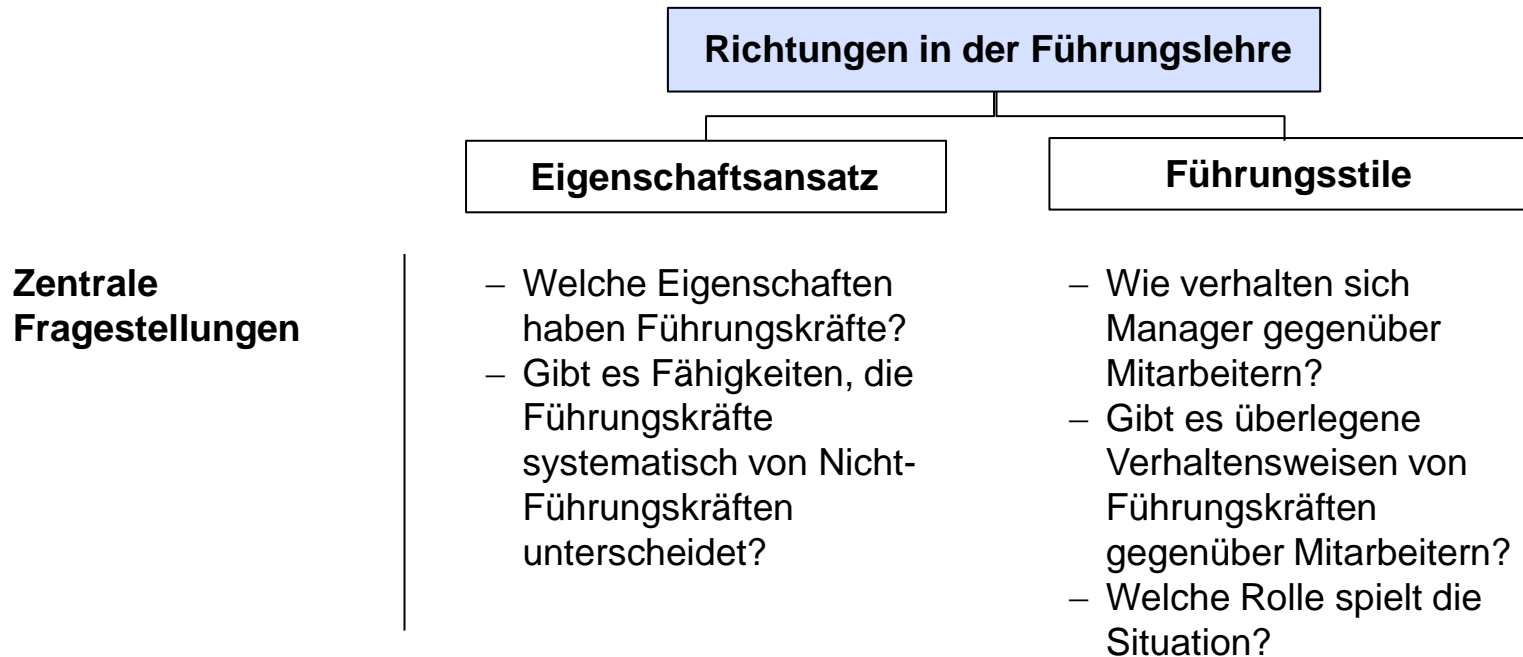 Richtungen in der Führungslehre
Eigenschaftsansatz
Führungsstile
Zentrale
Fragestellungen
– Welche Eigenschaften
haben Führungskräfte?
– Gibt es Fähigkeiten, die
Führungskräfte
systematisch von Nicht-
Führungskräften
unterscheidet?
– Wie verhalten sich
Manager gegenüber
Mitarbeitern?
– Gibt es überlegene
Verhaltensweisen von
Führungskräften
gegenüber Mitarbeitern?
– Welche Rolle spielt die
Situation?